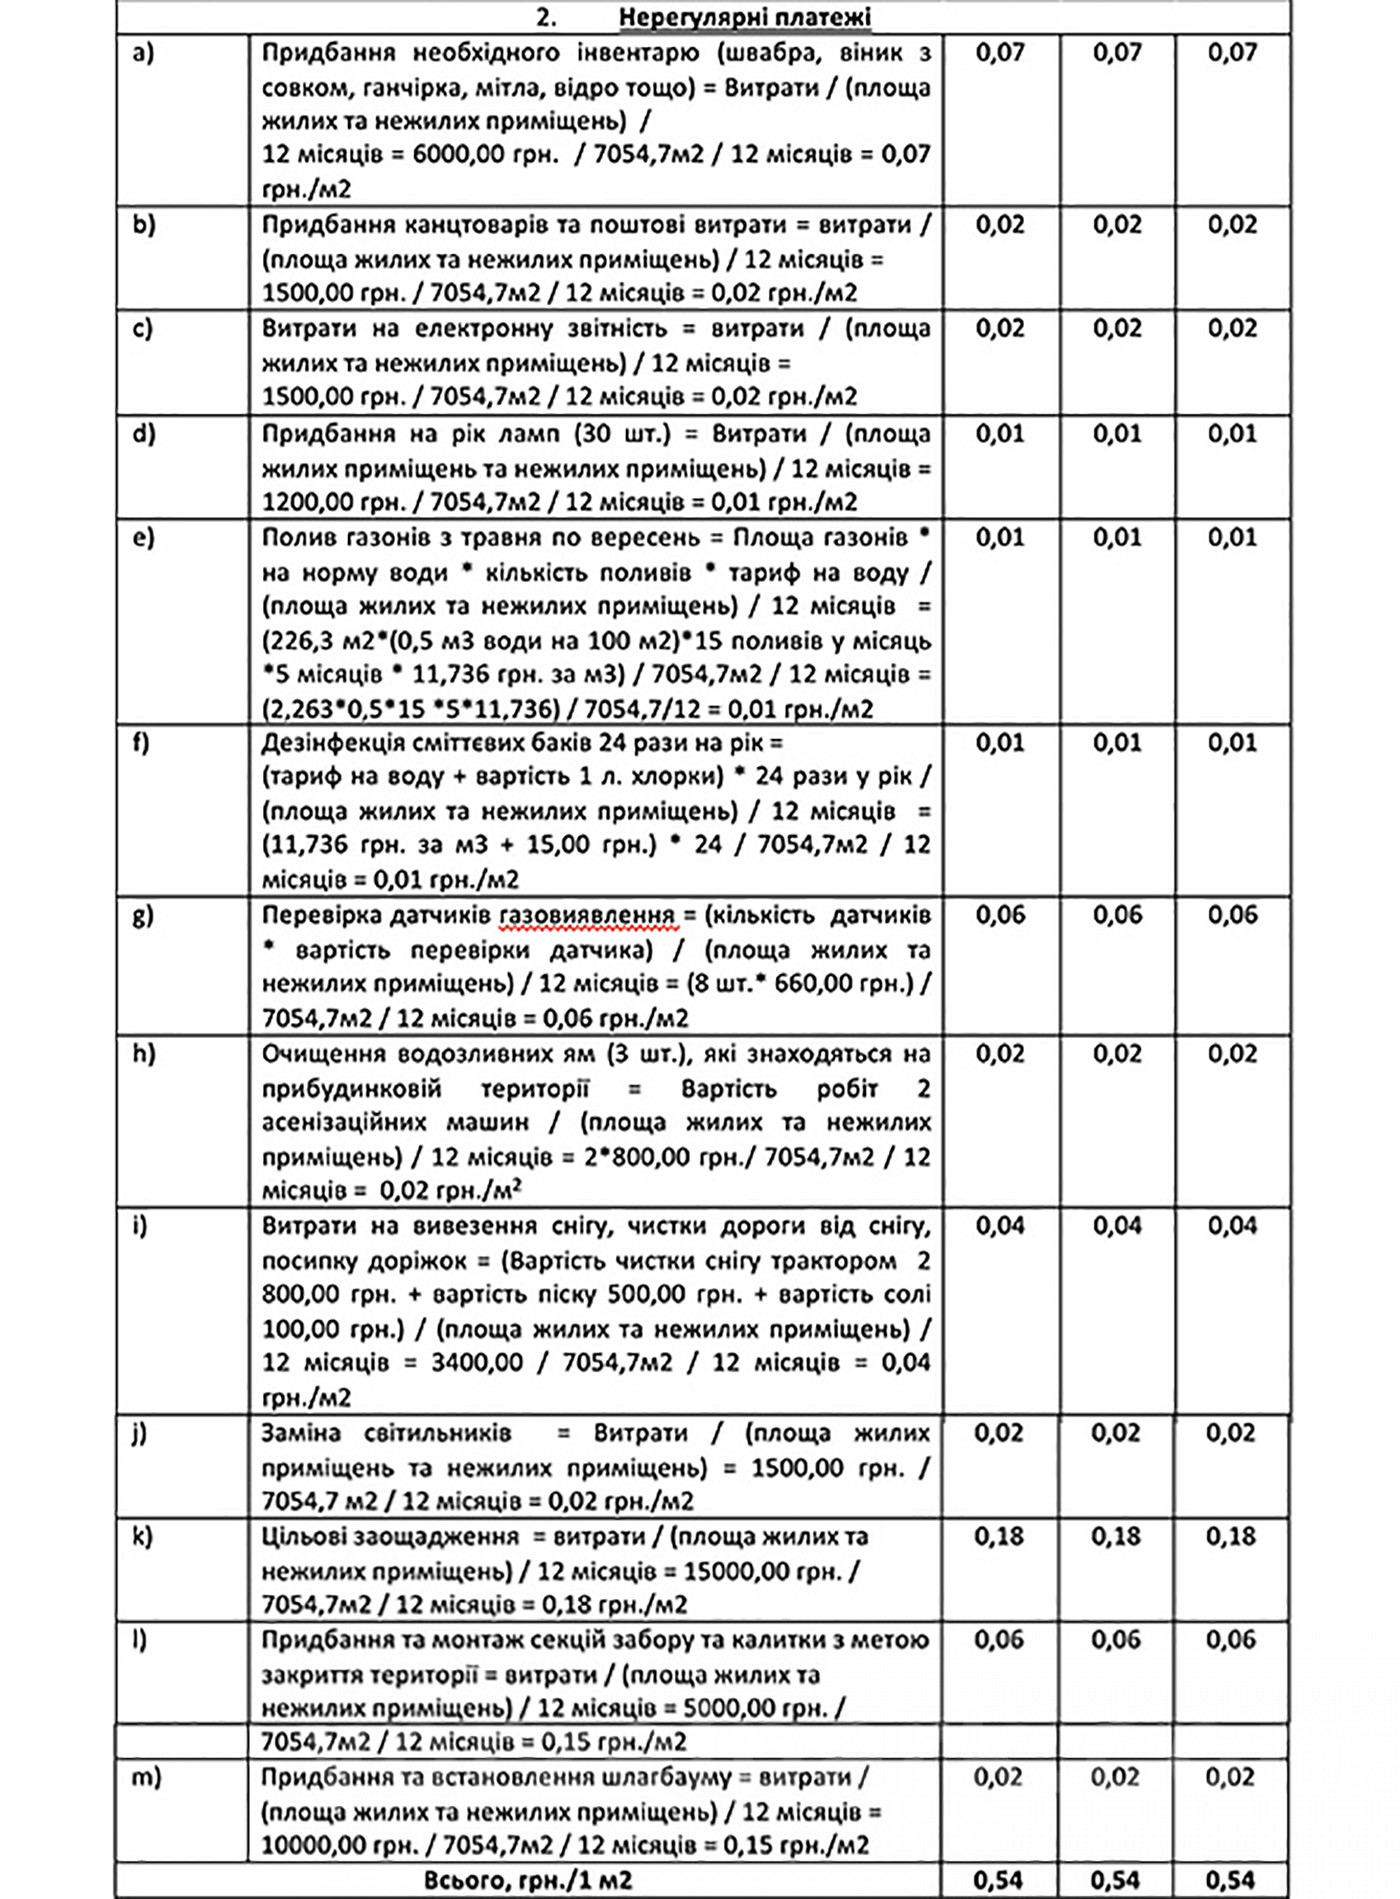 2. Нерегулярні платежі
a) Придбання необхідного інвентарю (швабра, віник з 0,07 0,07 0,07
совком, ганчірка, мітла, відро тощо) = Витрати / (площа
жилих та нежилих приміщень) /
12 місяців = 6000,00 грн. / 7054,7м2 / 12 місяців = 0,07
грн./м2
b) Придбання канцтоварів та поштові витрати = витрати / 0,02 0,02 0,02
(площа жилих та нежилих приміщень) / 12 місяців =
1500,00 грн. / 7054,7м2 / 12 місяців = 0,02 грн./м2
c) Витрати на електронну звітність = витрати / (площа 0,02 0,02 0,02
жилих та нежилих приміщень) / 12 місяців =
1500,00 грн. / 7054,7м2 / 12 місяців = 0,02 грн./м2
d) Придбання на рік ламп (30 шт.) = Витрати / (площа 0,01 0,01 0,01
жилих приміщень та нежилих приміщень) / 12 місяців =
1200,00 грн. / 7054,7м2 / 12 місяців = 0,01 грн./м2
e) Полив газонів з травня по вересень = Площа газонів * 0,01 0,01 0,01
на норму води * кількість поливів * тариф на воду /
(площа жилих та нежилих приміщень) / 12 місяців =
(226,3 м2*(0,5 м3 води на 100 м2)*15 поливів у місяць
*5 місяців * 11,736 грн. за м3) / 7054,7м2 / 12 місяців =
(2,263*0,5*15 *5*11,736) / 7054,7/12 = 0,01 грн./м2
f) Дезінфекція сміттєвих баків 24 рази на рік = 0,01 0,01 0,01
(тариф на воду + вартість 1 л. хлорки) * 24 рази у рік /
(площа жилих та нежилих приміщень) / 12 місяців =
(11,736 грн. за м3 + 15,00 грн.) * 24 / 7054,7м2 / 12
місяців = 0,01 грн./м2
g) Перевірка датчиків газовиявлення = (кількість датчиків 0,06 0,06 0,06
* вартість перевірки датчика) / (площа жилих та
нежилих приміщень) / 12 місяців = (8 шт.* 660,00 грн.) /
7054,7м2 / 12 місяців = 0,06 грн./м2
h) Очищення водозливних ям (3 шт.), які знаходяться на 0,02 0,02 0,02
прибудинковій території = Вартість робіт 2
асенізаційних машин / (площа жилих та нежилих
приміщень) / 12 місяців = 2*800,00 грн./ 7054,7м2 / 12
місяців = 0,02 грн./м²
i) Витрати на вивезення снігу, чистки дороги від снігу, 0,04 0,04 0,04
посипку доріжок = (Вартість чистки снігу трактором 2
800,00 грн. + вартість піску 500,00 грн. + вартість солі
100,00 грн.) / (площа жилих та нежилих приміщень) /
12 місяців = 3400,00 / 7054,7м2 / 12 місяців = 0,04
грн./м2
j) Заміна світильників = Витрати / (площа жилих 0,02 0,02 0,02
приміщень та нежилих приміщень) = 1500,00 грн. /
7054,7 м2 / 12 місяців = 0,02 грн./м2
k) Цільові заощадження = витрати / (площа жилих та 0,18 0,18 0,18
нежилих приміщень) / 12 місяців = 15000,00 грн. /
7054,7м2 / 12 місяців = 0,18 грн./м2
l) Придбання та монтаж секцій забору та калитки з метою 0,06 0,06 0,06
закриття території = витрати / (площа жилих та
нежилих приміщень) / 12 місяців = 5000,00 грн. /
7054,7м2 / 12 місяців = 0,15 грн./м2
m) Придбання та встановлення шлагбауму = витрати / 0,02 0,02 0,02
(площа жилих та нежилих приміщень) / 12 місяців =
10000,00 грн. / 7054,7м2 / 12 місяців = 0,15 грн./м2
Всього, грн./1 м2 0,54 0,54 0,54